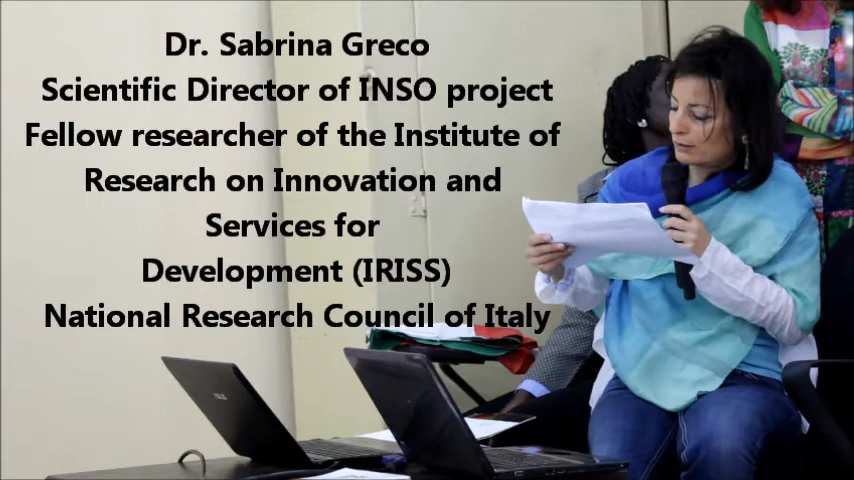 Dr. Sabrina Greco
Scientific Director of INSO project
Fellow researcher of the Institute of
Research on Innovation and
Services for
Development (IRISS)
National Research Council of Italy
ASUS